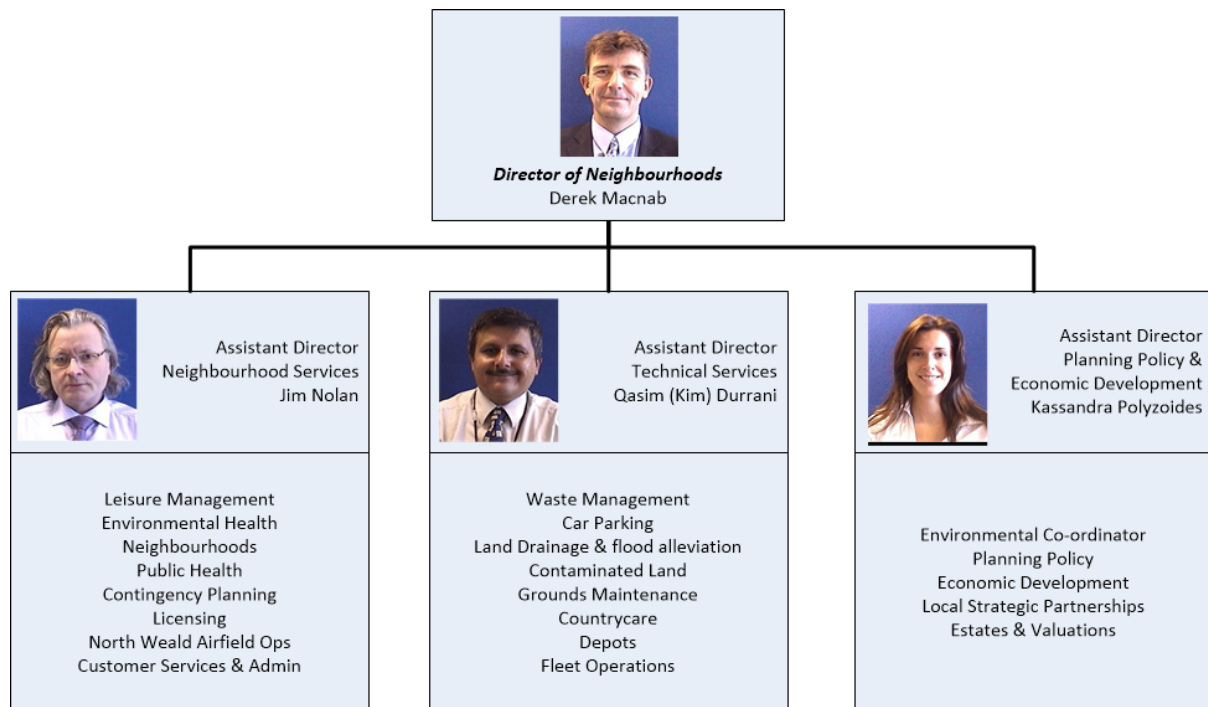 Director of Neighbourhoods
Derek Macnab
Assistant Director
Neighbourhood Services
Jim Nolan
Assistant Director
Technical Services
Qasim (Kim) Durrani
Assistant Director
Planning Policy &
Economic Development
Kassandra Polyzoides
Leisure Management
Environmental Health
Neighbourhoods
Public Health
Contingency Planning
Licensing
North Weald Airfield Ops
Customer Services & Admin
Waste Management
Car Parking
Land Drainage & flood alleviation
Contaminated Land
Grounds Maintenance
Countrycare
Depots
Fleet Operations
Environmental Co-ordinator
Planning Policy
Economic Development
Local Strategic Partnerships
Estates & Valuations